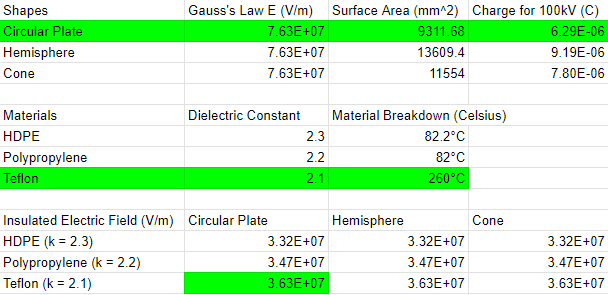 Shapes Gauss's Law E (V/m) Surface Area (mm^2) Charge for 100kV (C)
Circular Plate 7.63E+07 9311.68 6.29E-06
Hemisphere 7.63E+07 13609.4 9.19E-06
Cone 7.63E+07 11554 7.80E-06
Materials Dielectric Constant Material Breakdown (Celsius)
HDPE 2.3 82.2°C
Polypropylene 2.2 82°C
Teflon 2.1 260°C
Insulated Electric Field (V/m) Circular Plate Hemisphere Cone
HDPE (k = 2.3) 3.32E+07 3.32E+07 3.32E+07
Polypropylene (k = 2.2) 3.47E+07 3.47E+07 3.47E+07
Teflon (k = 2.1) 3.63E+07 3.63E+07 3.63E+07